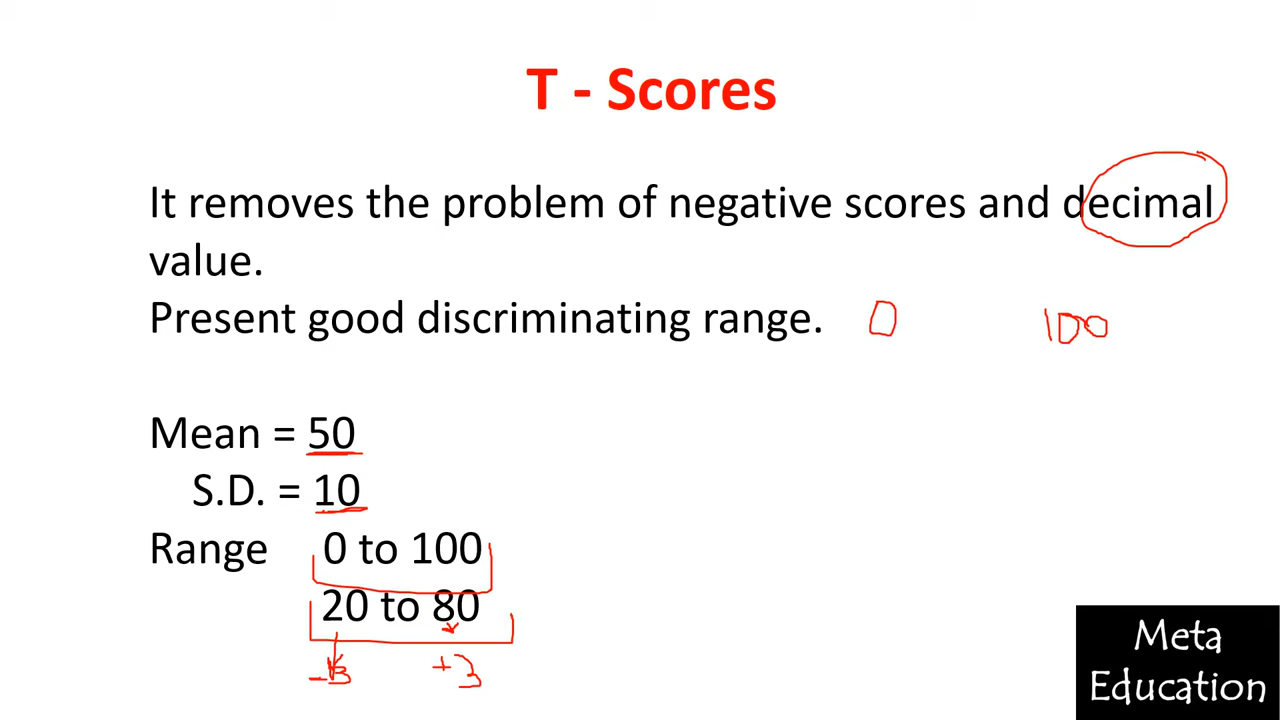 T - Scores
It removes the problem of negative scores and decimal
value.
Present good discriminating range. 0 100
Mean = 50
S.D. = 10
Range 0 to 100
20 to 80
-3 +3
Meta
Education